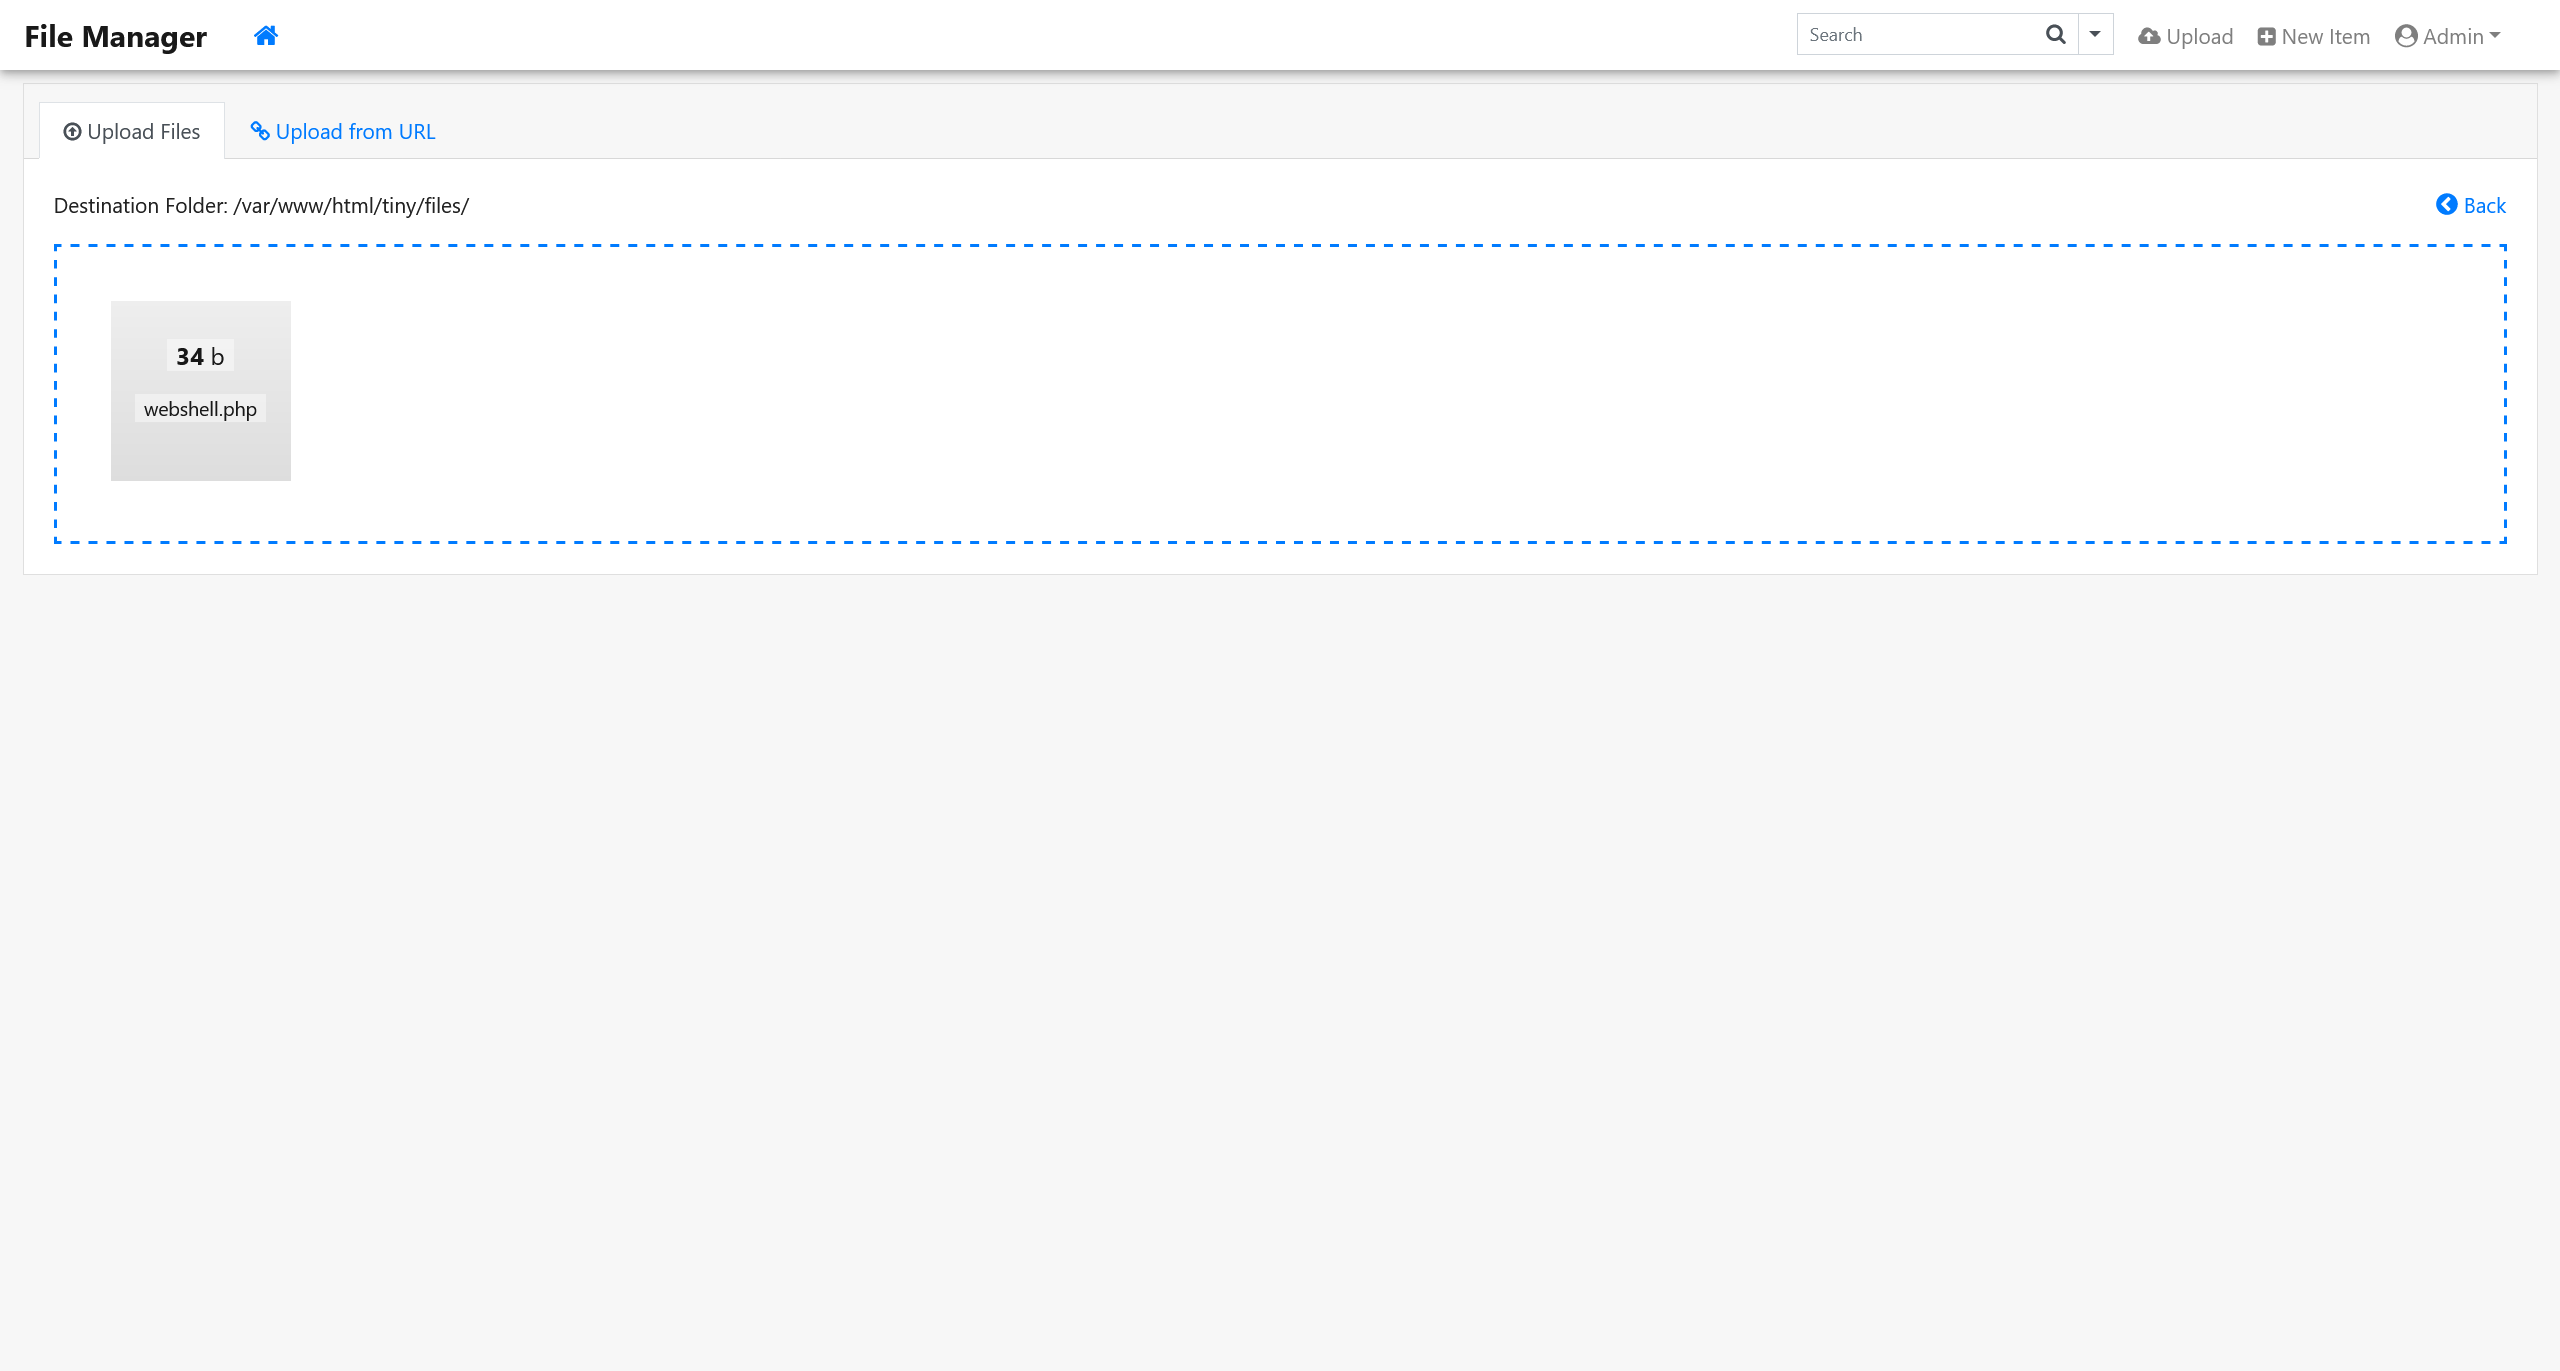 File Manager
Search
Upload
New Item
Admin
Upload Files
Upload from URL
Destination Folder: /var/www/html/tiny/files/
Back
34 b
webshell.php